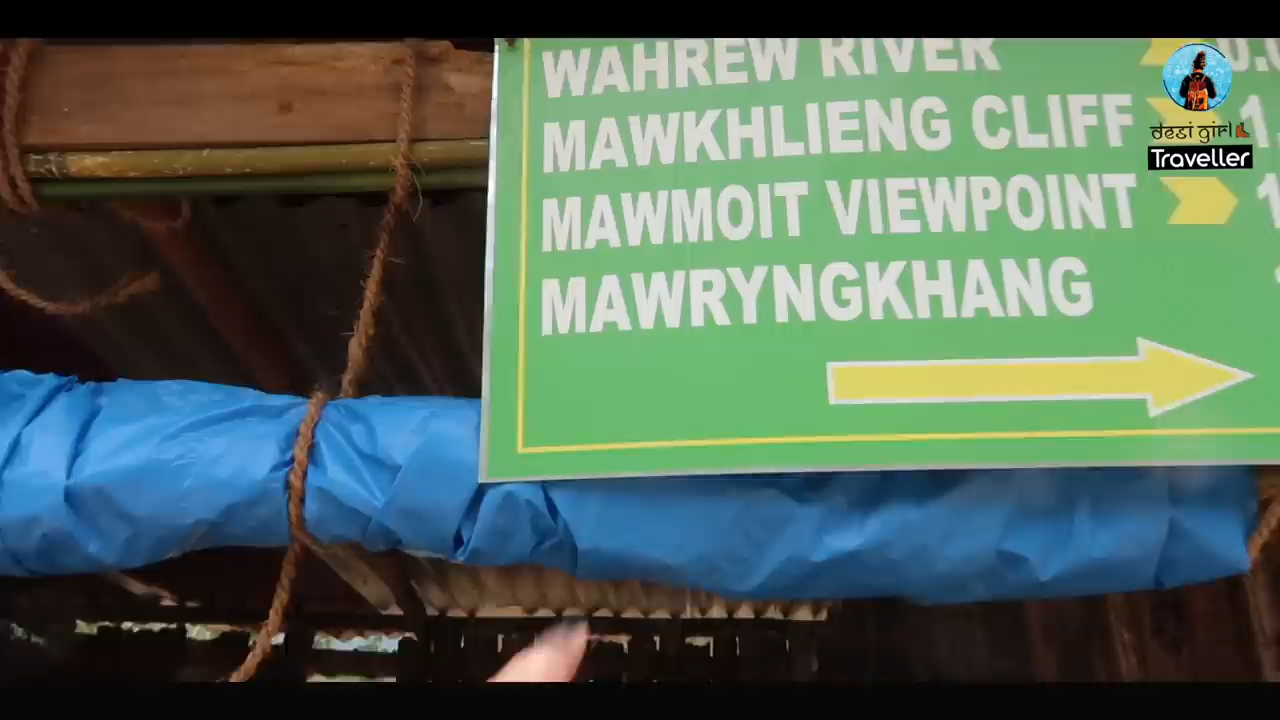 WAHREW RIVER
MAWKHLIENG CLIFF
MAWMOIT VIEWPOINT
MAWRYNGKHANG
desi girl
Traveller